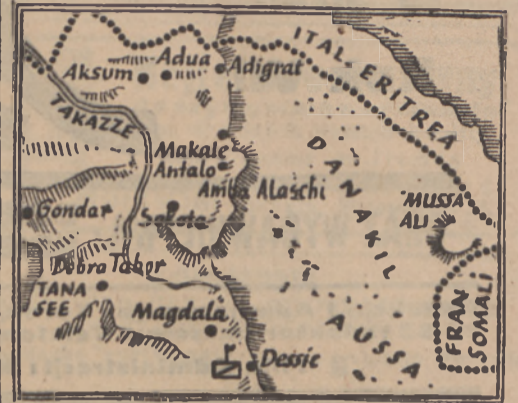 ITAL. ERITREA
Adua
Aksum
Adigrat
TAKAZZE
DANAKIL
Makale
Antalo
Amba Alaschi
MUSSA
ALI
Gondar
Sokota
Debra Tabor
TANA
SEE
Magdala
AUSSA
FRAN
SOMALI
Dessie